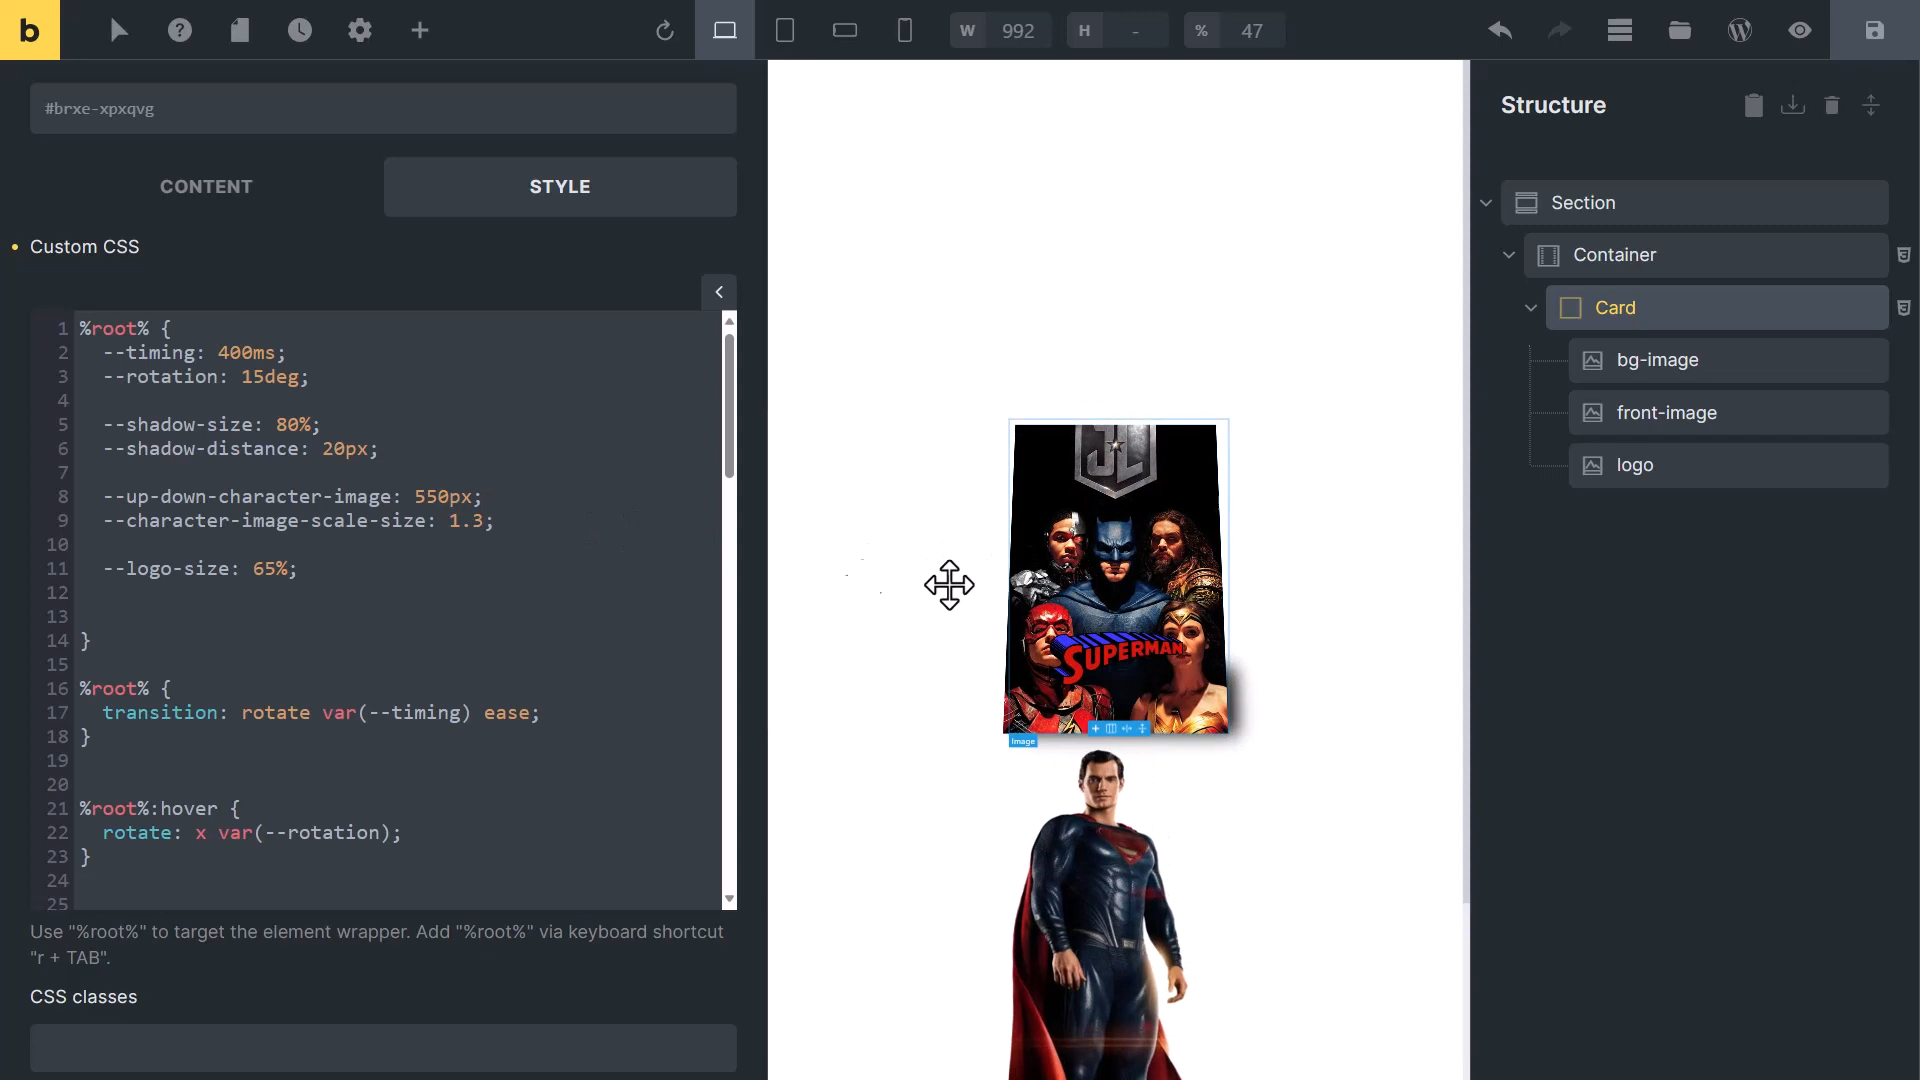 b
W 992 H - % 47
#brxe-xpxqvg
CONTENT STYLE
Custom CSS
1 %root% {
2 --timing: 400ms;
3 --rotation: 15deg;
4
5 --shadow-size: 80%;
6 --shadow-distance: 20px;
7
8 --up-down-character-image: 550px;
9 --character-image-scale-size: 1.3;
10
11 --logo-size: 65%;
12
13
14 }
15
16 %root% {
17 transition: rotate var(--timing) ease;
18 }
19
20
21 %root%:hover {
22 rotate: x var(--rotation);
23 }
24
25
Use "%root%" to target the element wrapper. Add "%root%" via keyboard shortcut
"r + TAB".
CSS classes
JL
SUPERMAN
Image
Structure
Section
Container
Card
bg-image
front-image
logo